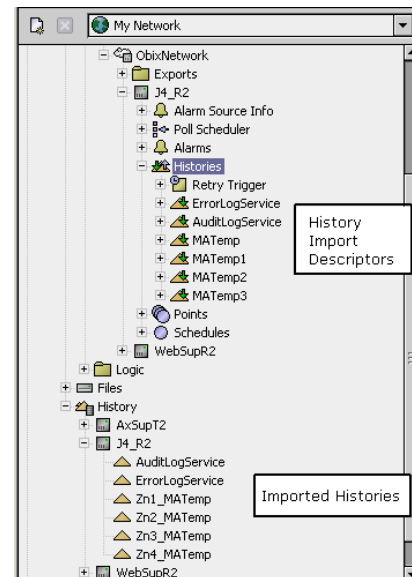 My Network
ObixNetwork
Exports
J4_R2
Alarm Source Info
Poll Scheduler
Alarms
Histories
Retry Trigger
ErrorLogService
AuditLogService
MATemp
MATemp1
MATemp2
MATemp3
History
Import
Descriptors
Points
Schedules
WebSupR2
Logic
Files
History
AxSupT2
J4_R2
AuditLogService
ErrorLogService
Zn1_MATemp
Zn2_MATemp
Zn3_MATemp
Zn4_MATemp
Imported Histories
WebSupR2